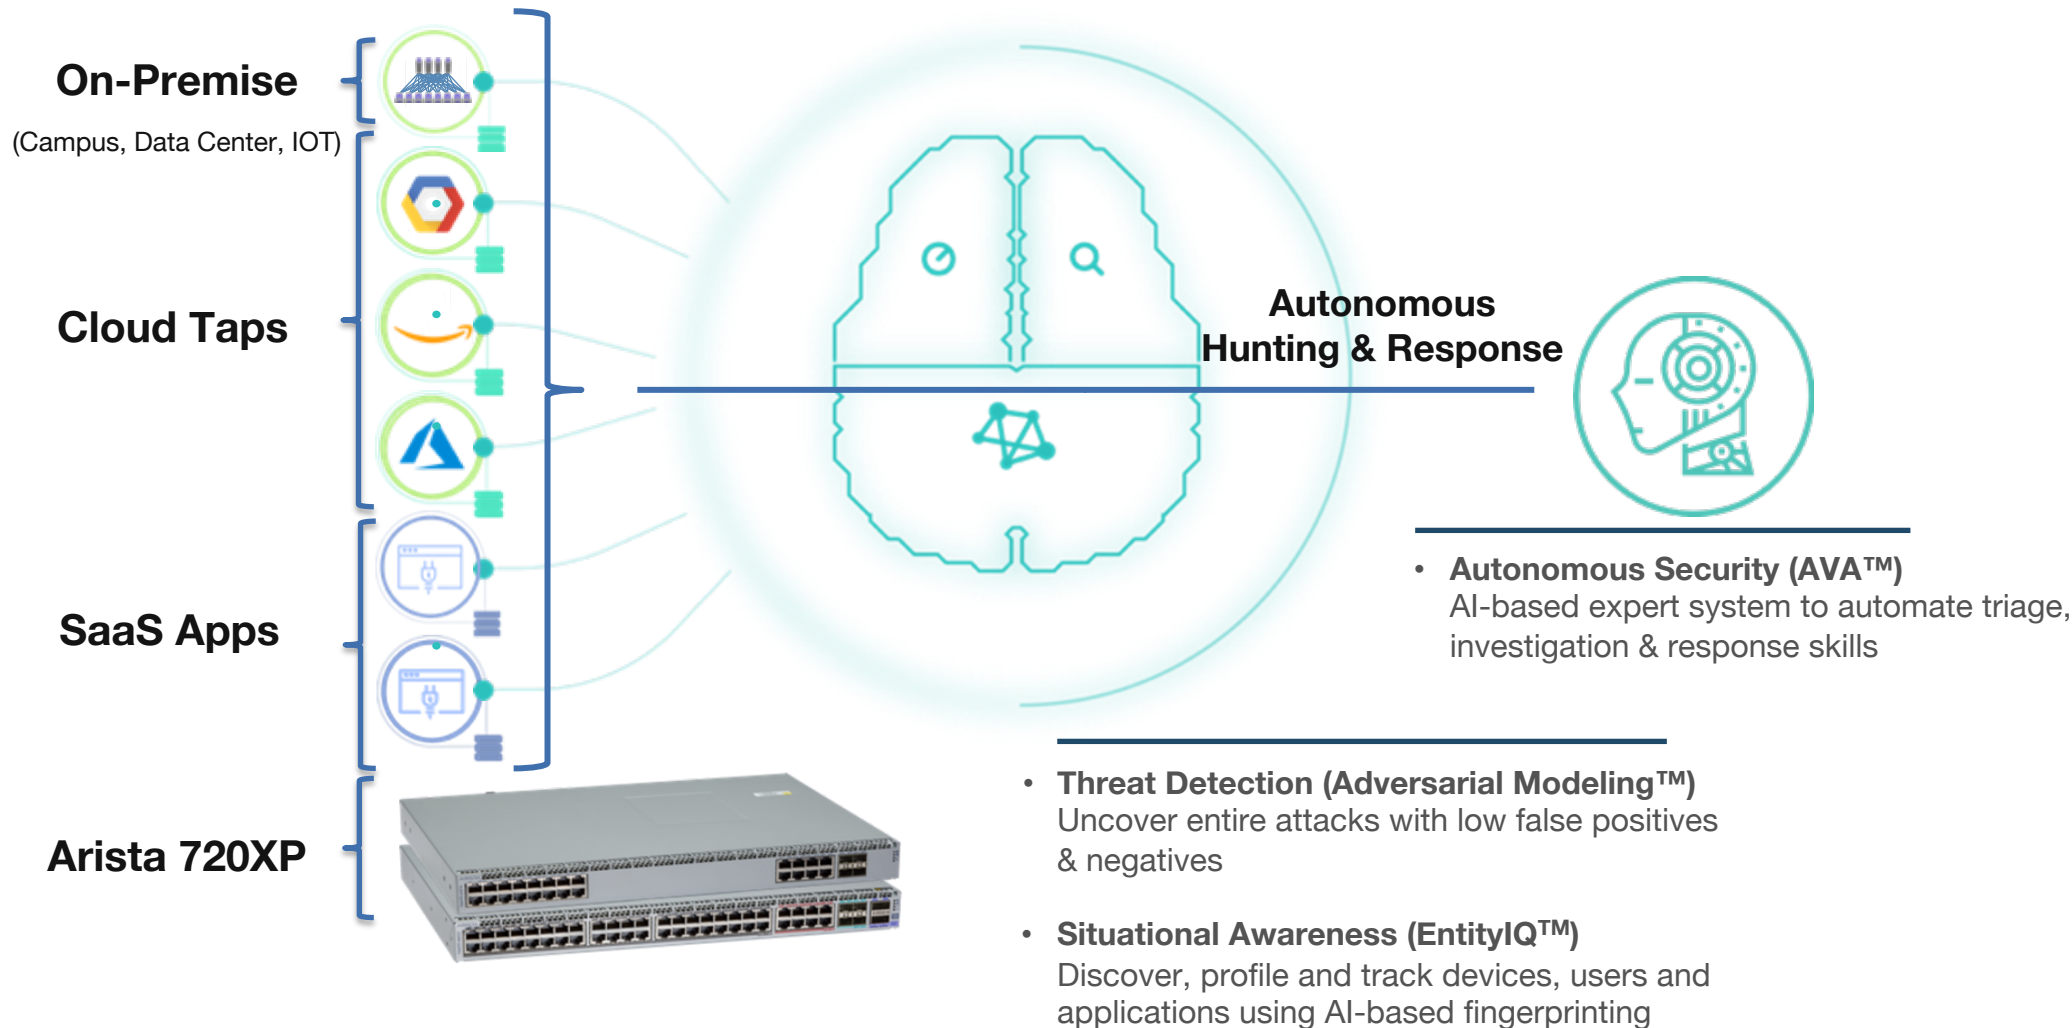 On-Premise
(Campus, Data Center, IOT)
Cloud Taps
SaaS Apps
Arista 720XP
Autonomous
Hunting & Response
• Autonomous Security (AVA™)
AI-based expert system to automate triage,
investigation & response skills
• Threat Detection (Adversarial Modeling™)
Uncover entire attacks with low false positives
& negatives
• Situational Awareness (EntityIQ™)
Discover, profile and track devices, users and
applications using AI-based fingerprinting